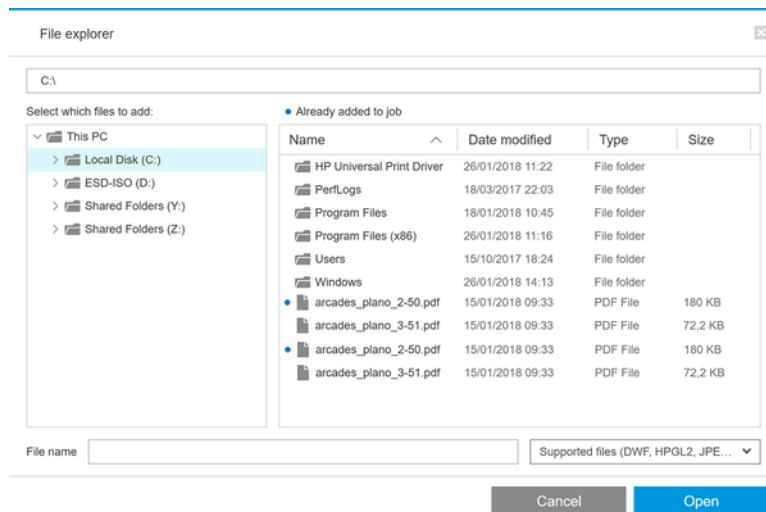 File explorer
C:\
Select which files to add:
Already added to job
This PC
Local Disk (C:)
ESD-ISO (D:)
Shared Folders (Y:)
Shared Folders (Z:)
Name Date modified Type Size
HP Universal Print Driver 26/01/2018 11:22 File folder
PerfLogs 18/03/2017 22:03 File folder
Program Files 18/01/2018 10:45 File folder
Program Files (x86) 26/01/2018 11:16 File folder
Users 15/10/2017 18:24 File folder
Windows 26/01/2018 14:13 File folder
arcades_plano_2-50.pdf 15/01/2018 09:33 PDF File 180 KB
arcades_plano_3-51.pdf 15/01/2018 09:33 PDF File 72,2 KB
arcades_plano_2-50.pdf 15/01/2018 09:33 PDF File 180 KB
arcades_plano_3-51.pdf 15/01/2018 09:33 PDF File 72,2 KB
File name
Supported files (DWF, HPGL2, JPE...
Cancel Open